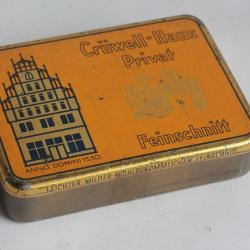 Crüwell-Haus
Privat
Feinschnitt
ANNO DOMINI 1530
LEICHTER, MILDER, WOHLBEKÖMMLICHER FEINSCHNITT